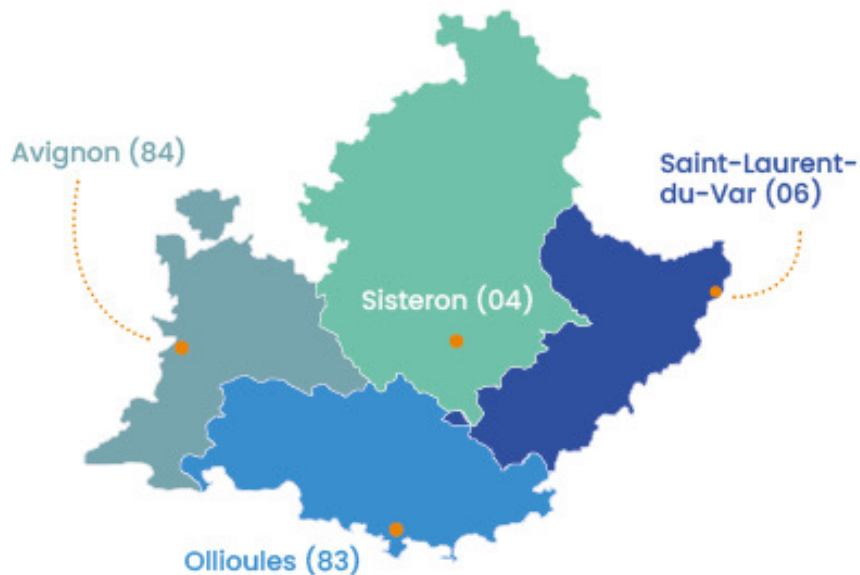 Avignon (84)
Saint-Laurent-
du-Var (06)
Sisteron (04)
Ollioules (83)